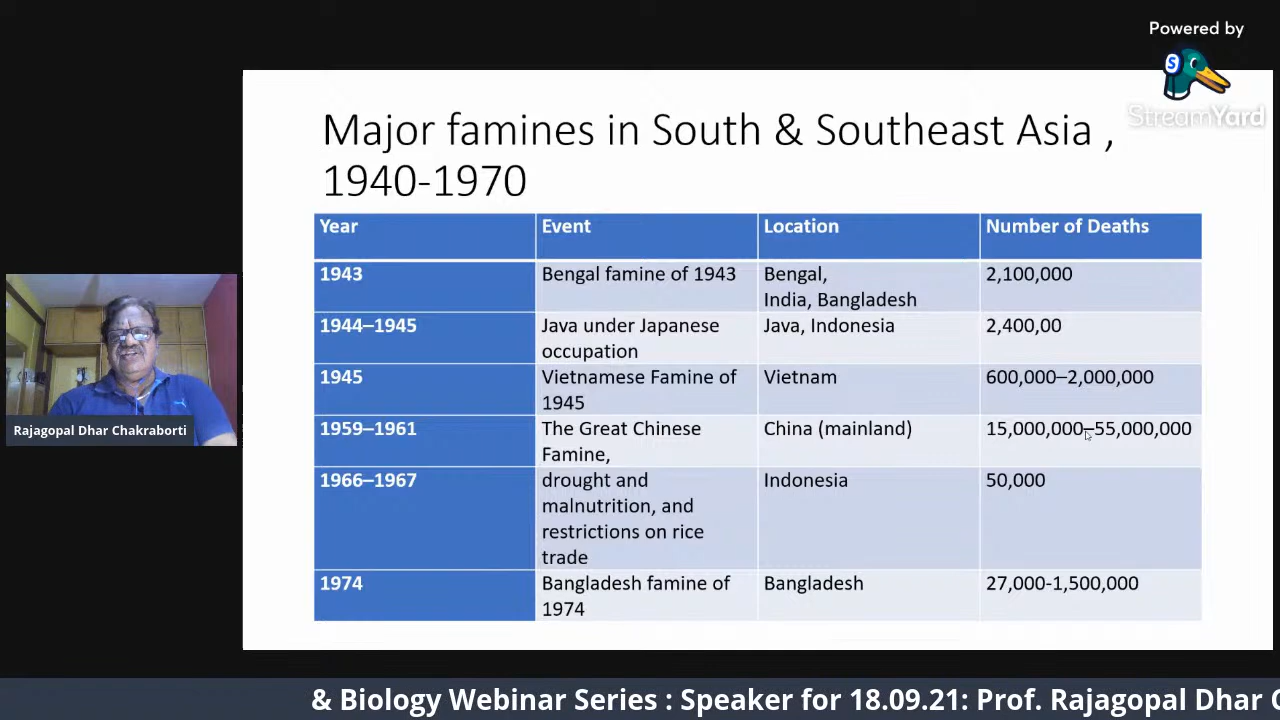 Powered by
S
StreamYard
Major famines in South & Southeast Asia ,
1940-1970
Year Event Location Number of Deaths
1943 Bengal famine of 1943 Bengal, 2,100,000
India, Bangladesh
1944–1945 Java under Japanese Java, Indonesia 2,400,00
occupation
1945 Vietnamese Famine of Vietnam 600,000–2,000,000
1945
1959–1961 The Great Chinese China (mainland) 15,000,000–55,000,000
Famine,
1966–1967 drought and Indonesia 50,000
malnutrition, and
restrictions on rice
trade
1974 Bangladesh famine of Bangladesh 27,000-1,500,000
1974
Rajagopal Dhar Chakraborti
& Biology Webinar Series : Speaker for 18.09.21: Prof. Rajagopal Dhar